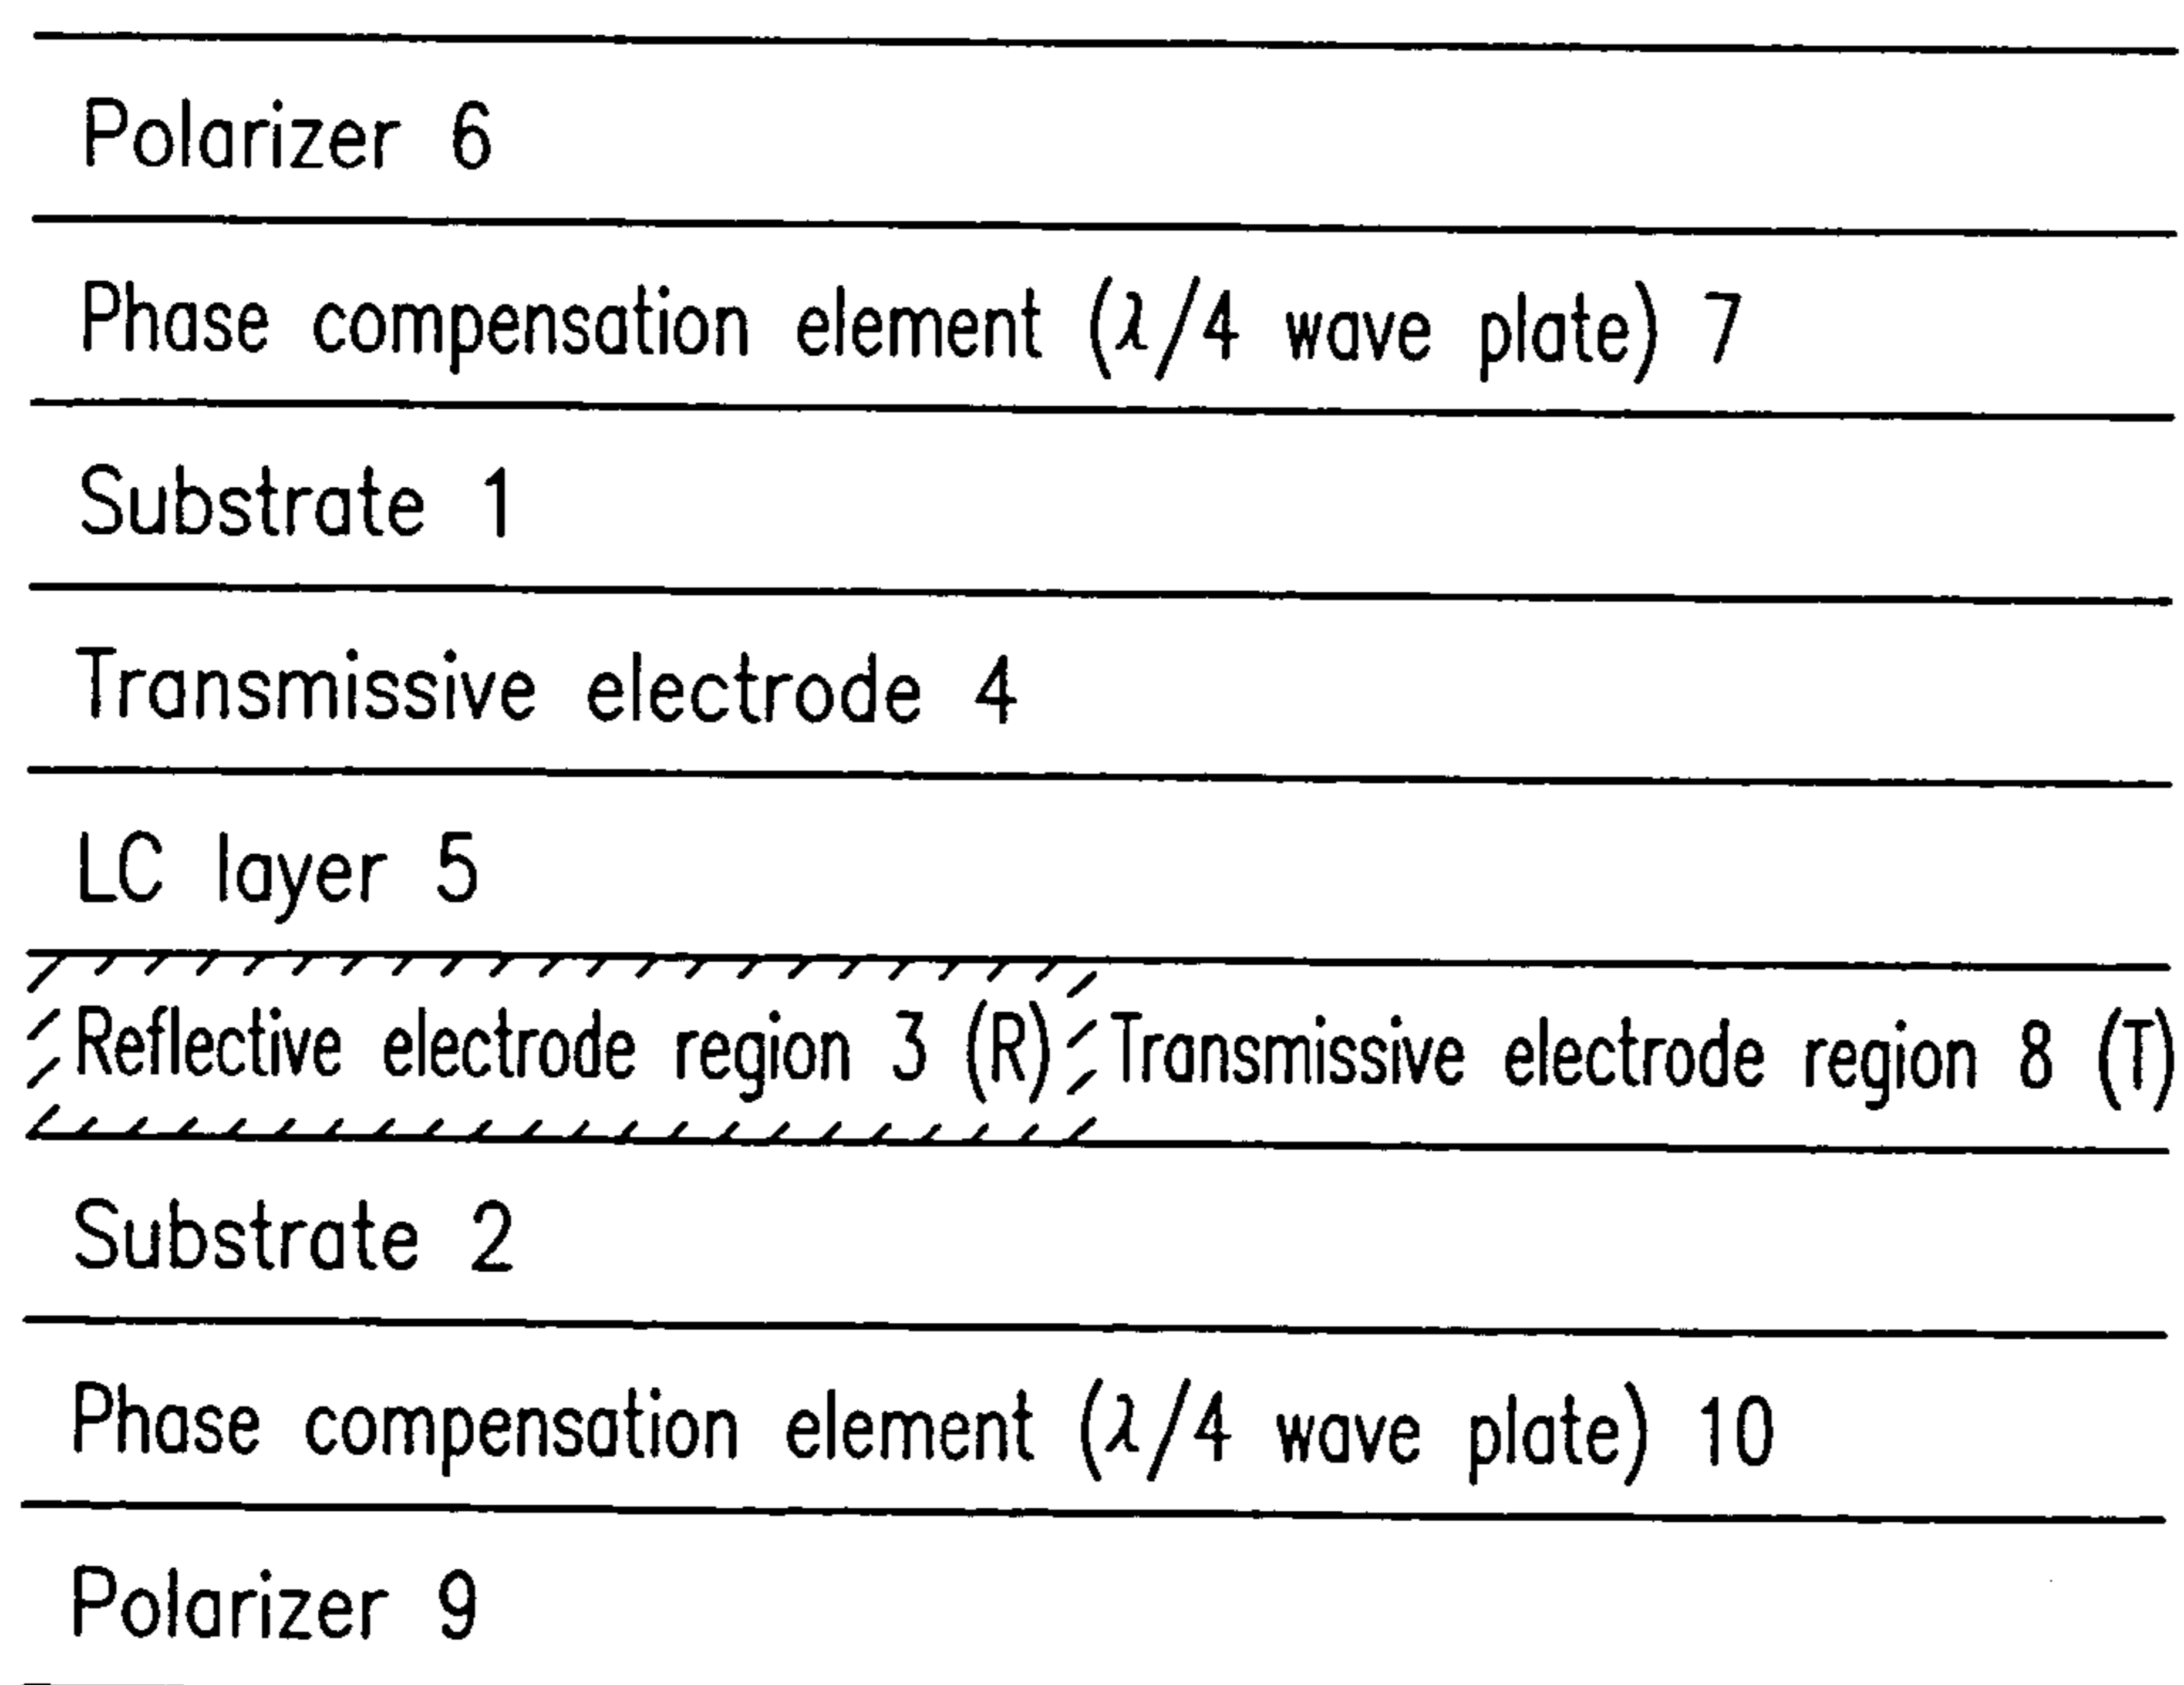 Polarizer 6
Phase compensation element (λ/4 wave plate) 7
Substrate 1
Transmissive electrode 4
LC layer 5
Reflective electrode region 3 (R) Transmissive electrode region 8 (T)
Substrate 2
Phase compensation element (λ/4 wave plate) 10
Polarizer 9